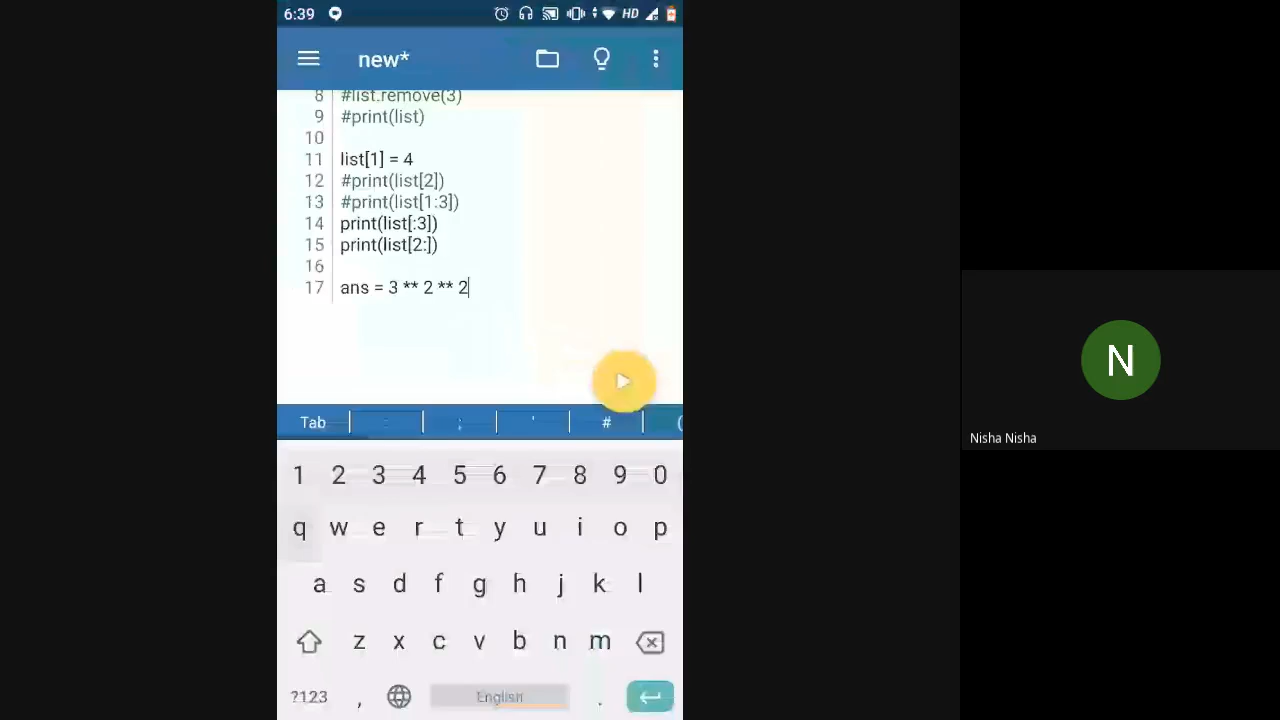 6:39 HD
new*
8 #list.remove(3)
9 #print(list)
10
11 list[1] = 4
12 #print(list[2])
13 #print(list[1:3])
14 print(list[:3])
15 print(list[2:])
16
17 ans = 3 ** 2 ** 2
Tab : ; ' # (
1 2 3 4 5 6 7 8 9 0
q w e r t y u i o p
a s d f g h j k l
z x c v b n m
?123 , English .
N
Nisha Nisha